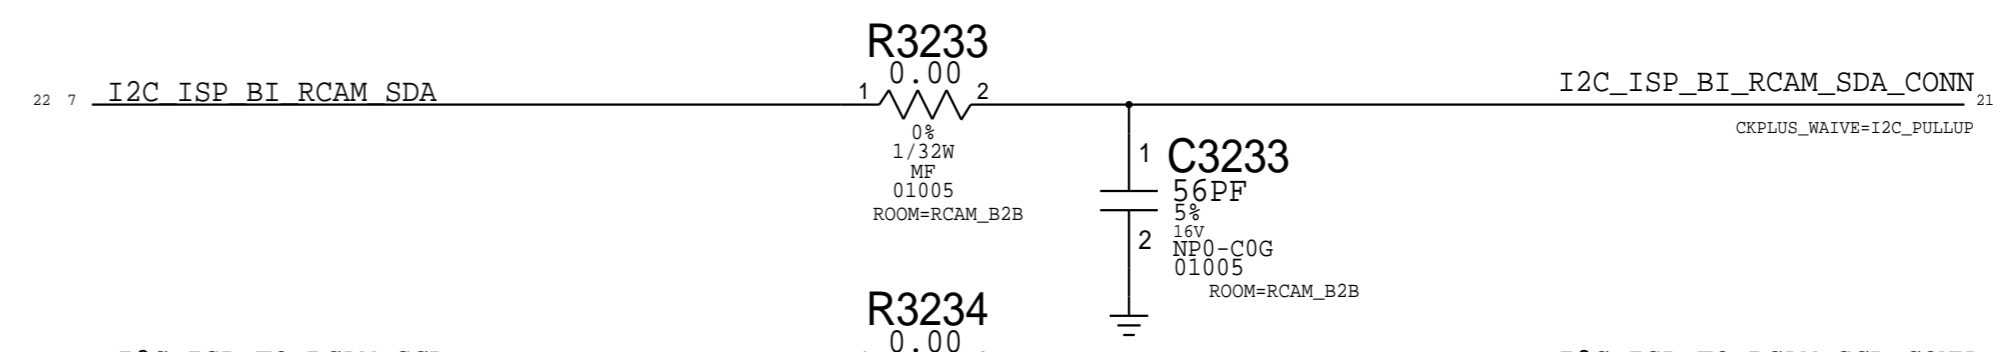 R3233
0.00
22 7 I2C_ISP_BI_RCAM_SDA
1 2
I2C_ISP_BI_RCAM_SDA_CONN 21
CKPLUS_WAIVE=I2C_PULLUP
0%
1/32W
MF
01005
ROOM=RCAM_B2B
1 C3233
56PF
5%
16V
2 NP0-C0G
01005
ROOM=RCAM_B2B
R3234
0.00